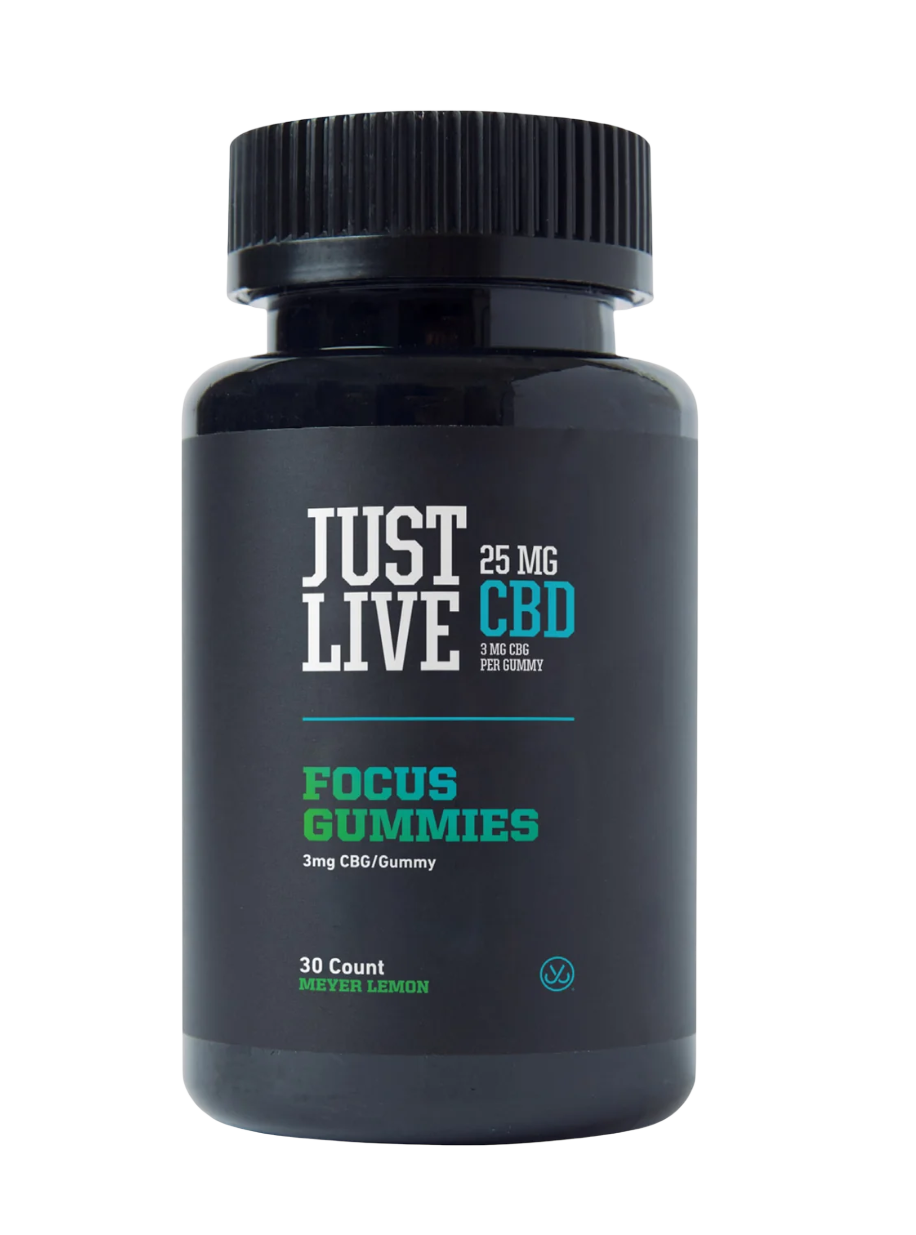 JUST
LIVE
25 MG
CBD
3 MG CBG
PER GUMMY
FOCUS
GUMMIES
3mg CBG/Gummy
30 Count
MEYER LEMON